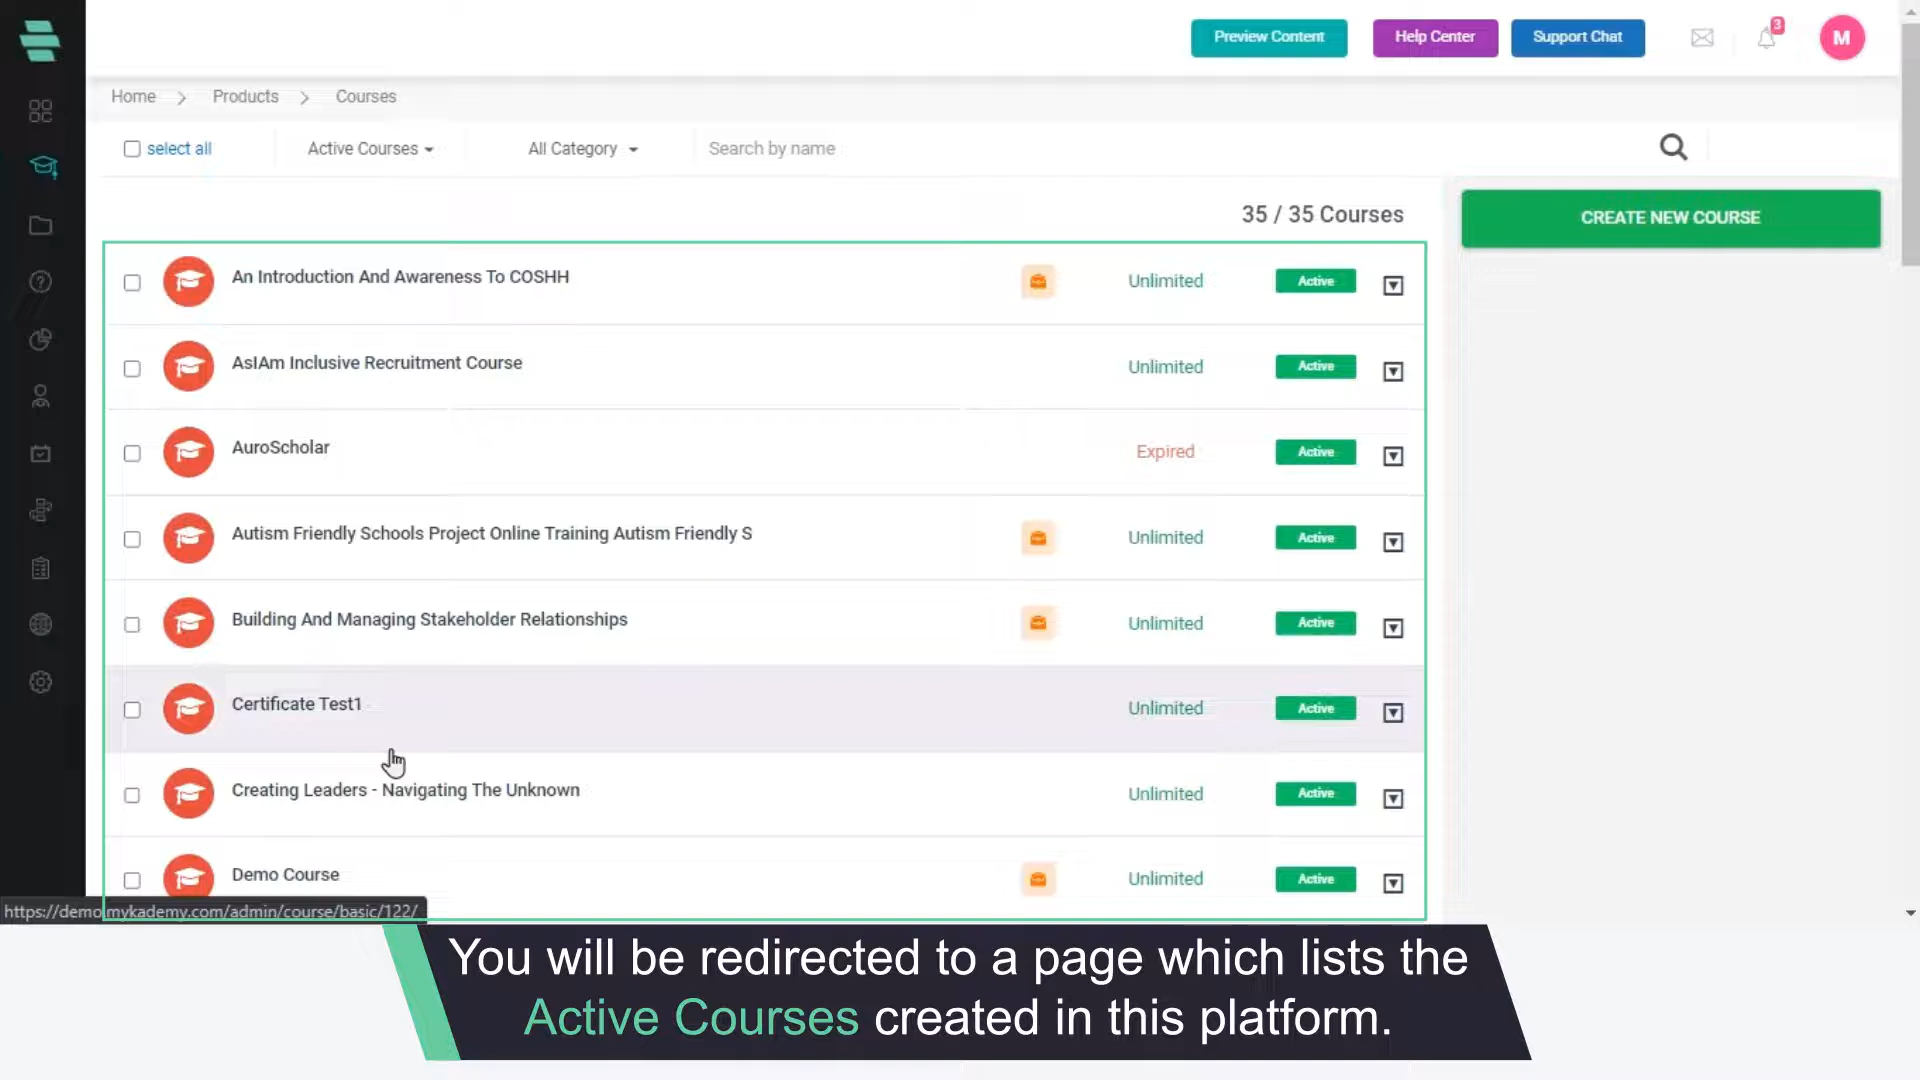 Preview Content
Help Center
Support Chat
3
M
Home
Products
Courses
select all
Active Courses
All Category
Search by name
35 / 35 Courses
CREATE NEW COURSE
An Introduction And Awareness To COSHH
Unlimited
Active
AsIAm Inclusive Recruitment Course
Unlimited
Active
AuroScholar
Expired
Active
Autism Friendly Schools Project Online Training Autism Friendly S
Unlimited
Active
Building And Managing Stakeholder Relationships
Unlimited
Active
Certificate Test1
Unlimited
Active
Creating Leaders - Navigating The Unknown
Unlimited
Active
Demo Course
Unlimited
Active
https://demo.mykademy.com/admin/course/basic/122/
You will be redirected to a page which lists the
Active Courses created in this platform.